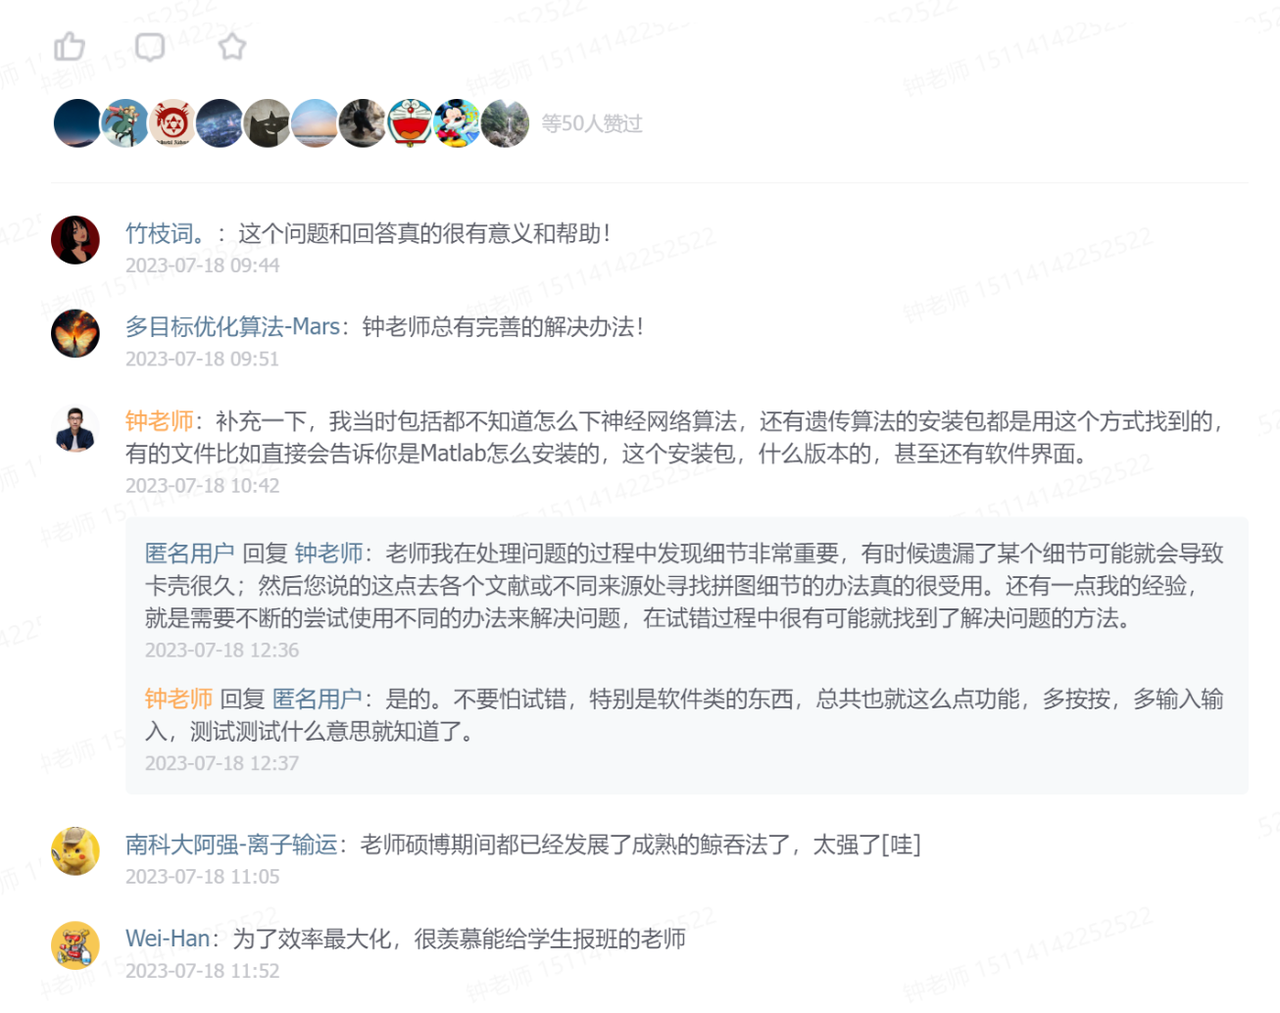 等50人赞过
竹枝词。：这个问题和回答真的很有意义和帮助！
2023-07-18 09:44
多目标优化算法-Mars：钟老师总有完善的解决办法！
2023-07-18 09:51
钟老师：补充一下，我当时包括都不知道怎么下神经网络算法，还有遗传算法的安装包都是用这个方式找到的，
有的文件比如直接会告诉你是Matlab怎么安装的，这个安装包，什么版本的，甚至还有软件界面。
2023-07-18 10:42
匿名用户 回复 钟老师：老师我在处理问题的过程中发现细节非常重要，有时候遗漏了某个细节可能就会导致
卡壳很久；然后您说的这点去各个文献或不同来源处寻找拼图细节的办法真的很受用。还有一点我的经验，
就是需要不断的尝试使用不同的办法来解决问题，在试错过程中很有可能就找到了解决问题的方法。
2023-07-18 12:36
钟老师 回复 匿名用户：是的。不要怕试错，特别是软件类的东西，总共也就这么点功能，多按按，多输入输
入，测试测试什么意思就知道了。
2023-07-18 12:37
南科大阿强-离子输运：老师硕博期间都已经发展了成熟的鲸吞法了，太强了[哇]
2023-07-18 11:05
Wei-Han：为了效率最大化，很羡慕能给学生报班的老师
2023-07-18 11:52
钟老师 15114142252522